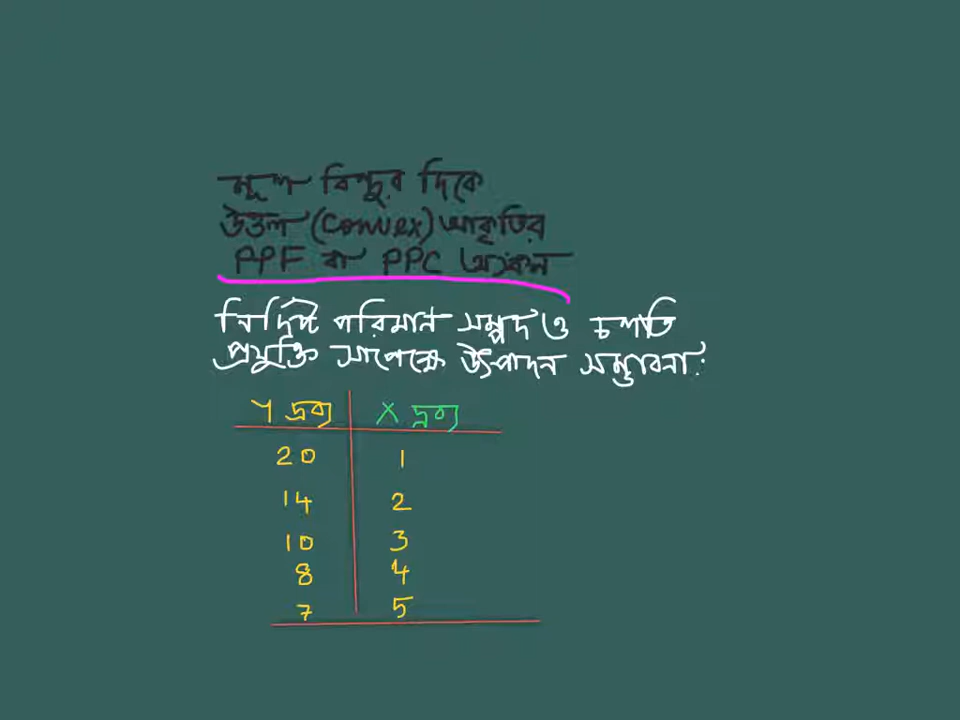 মূল বিন্দুর দিকে
উত্তল (Convex) আকৃতির
PPF বা PPC অংকন
নির্দিষ্ট পরিমান সম্পদ ও চলতি
প্রযুক্তি সাপেক্ষে উৎপাদন সম্ভাবনা:
Y দ্রব্য X দ্রব্য
20 1
14 2
10 3
8 4
7 5